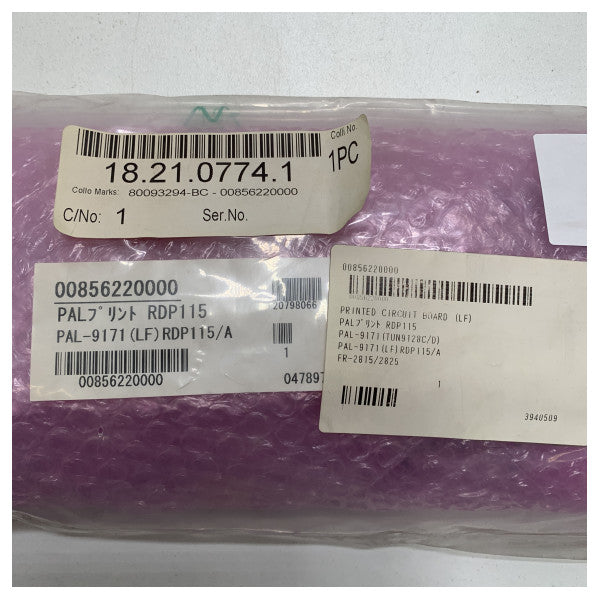 18.21.0774.1
Colli No.
1PC
Collo Marks: 80093294-BC - 00856220000
C/No: 1 Ser.No.
00856220000
PALプリント RDP115
20798066
PAL-9171(LF)RDP115/A
1
00856220000
04789
00856220000
PRINTED CIRCUIT BOARD (LF)
PALプリント RDP115
PAL-9171(TUN9128C/D)
PAL-9171(LF)RDP115/A
FR-2815/2825
1
3940509